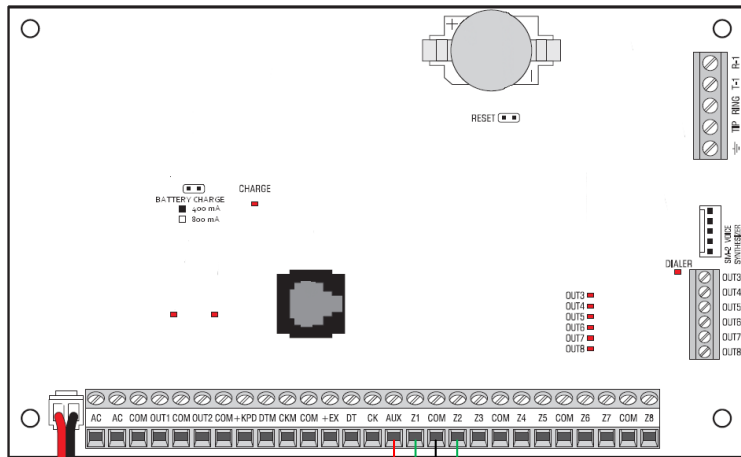 +
-
R-1
T-1
RING
TIP
RESET
BATTERY CHARGE
400 mA
800 mA
CHARGE
SM-2 VOICE
SYNTHESIZER
DIALER
OUT3
OUT4
OUT5
OUT6
OUT7
OUT8
OUT3
OUT4
OUT5
OUT6
OUT7
OUT8
AC AC COM OUT1 COM OUT2 COM +KPD DTM CKM COM +EX DT CK AUX Z1 COM Z2 Z3 COM Z4 Z5 COM Z6 Z7 COM Z8